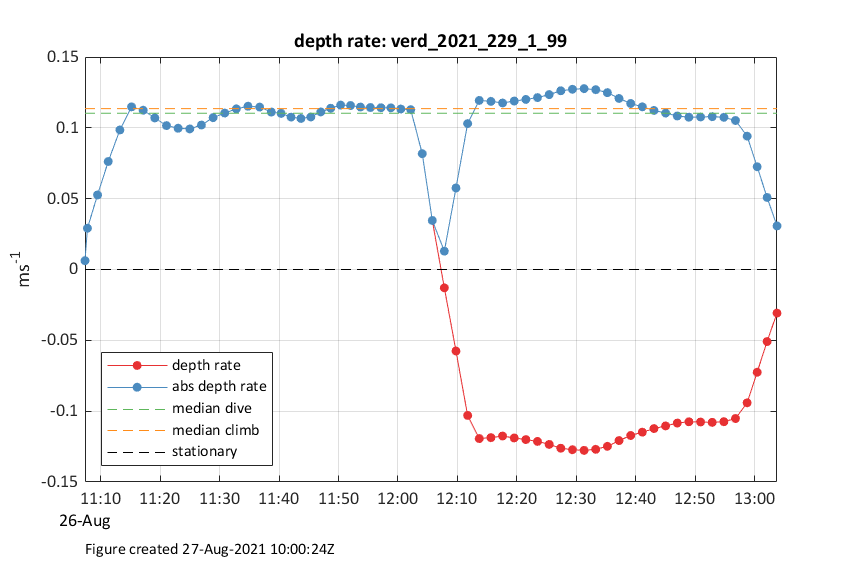 depth rate: verd_2021_229_1_99
0.15
0.1
0.05
0
-0.05
-0.1
-0.15
ms-1
depth rate
abs depth rate
median dive
median climb
stationary
11:10 11:20 11:30 11:40 11:50 12:00 12:10 12:20 12:30 12:40 12:50 13:00
26-Aug
Figure created 27-Aug-2021 10:00:24Z